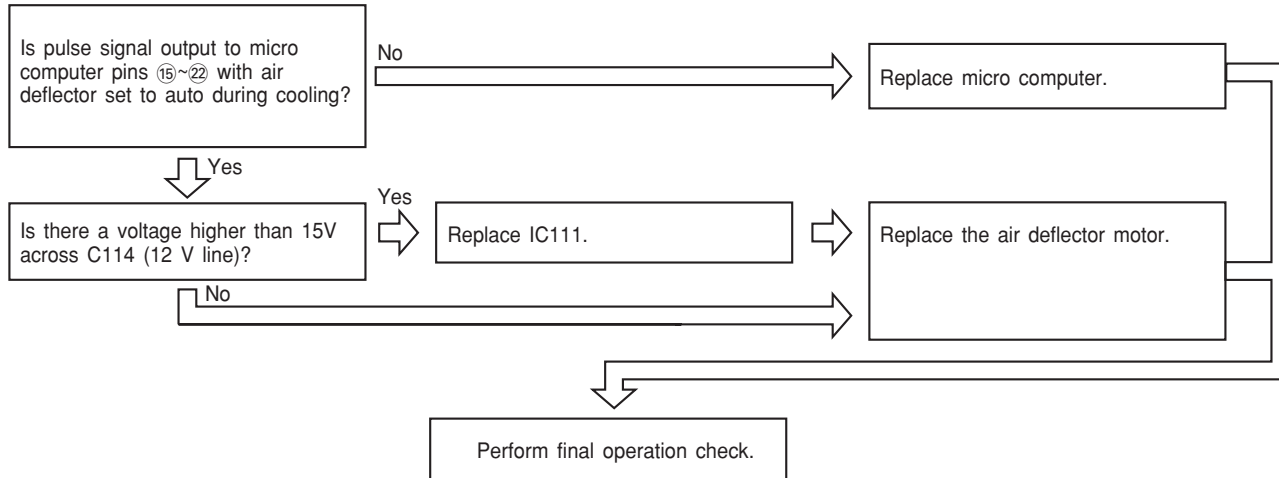 Is pulse signal output to micro
computer pins ⑮~㉒ with air
deflector set to auto during cooling?
No
Replace micro computer.
Yes
Is there a voltage higher than 15V
across C114 (12 V line)?
Yes
Replace IC111.
Replace the air deflector motor.
No
Perform final operation check.